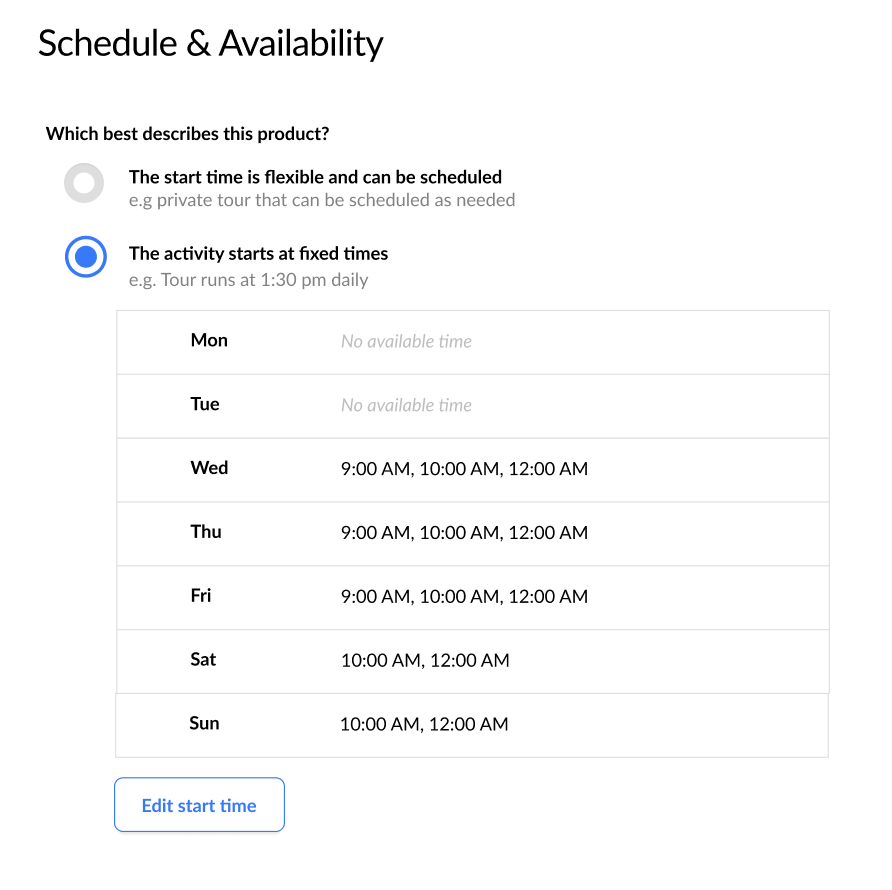 Schedule & Availability
Which best describes this product?
The start time is flexible and can be scheduled
e.g private tour that can be scheduled as needed
The activity starts at fixed times
e.g. Tour runs at 1:30 pm daily
Mon No available time
Tue No available time
Wed 9:00 AM, 10:00 AM, 12:00 AM
Thu 9:00 AM, 10:00 AM, 12:00 AM
Fri 9:00 AM, 10:00 AM, 12:00 AM
Sat 10:00 AM, 12:00 AM
Sun 10:00 AM, 12:00 AM
Edit start time